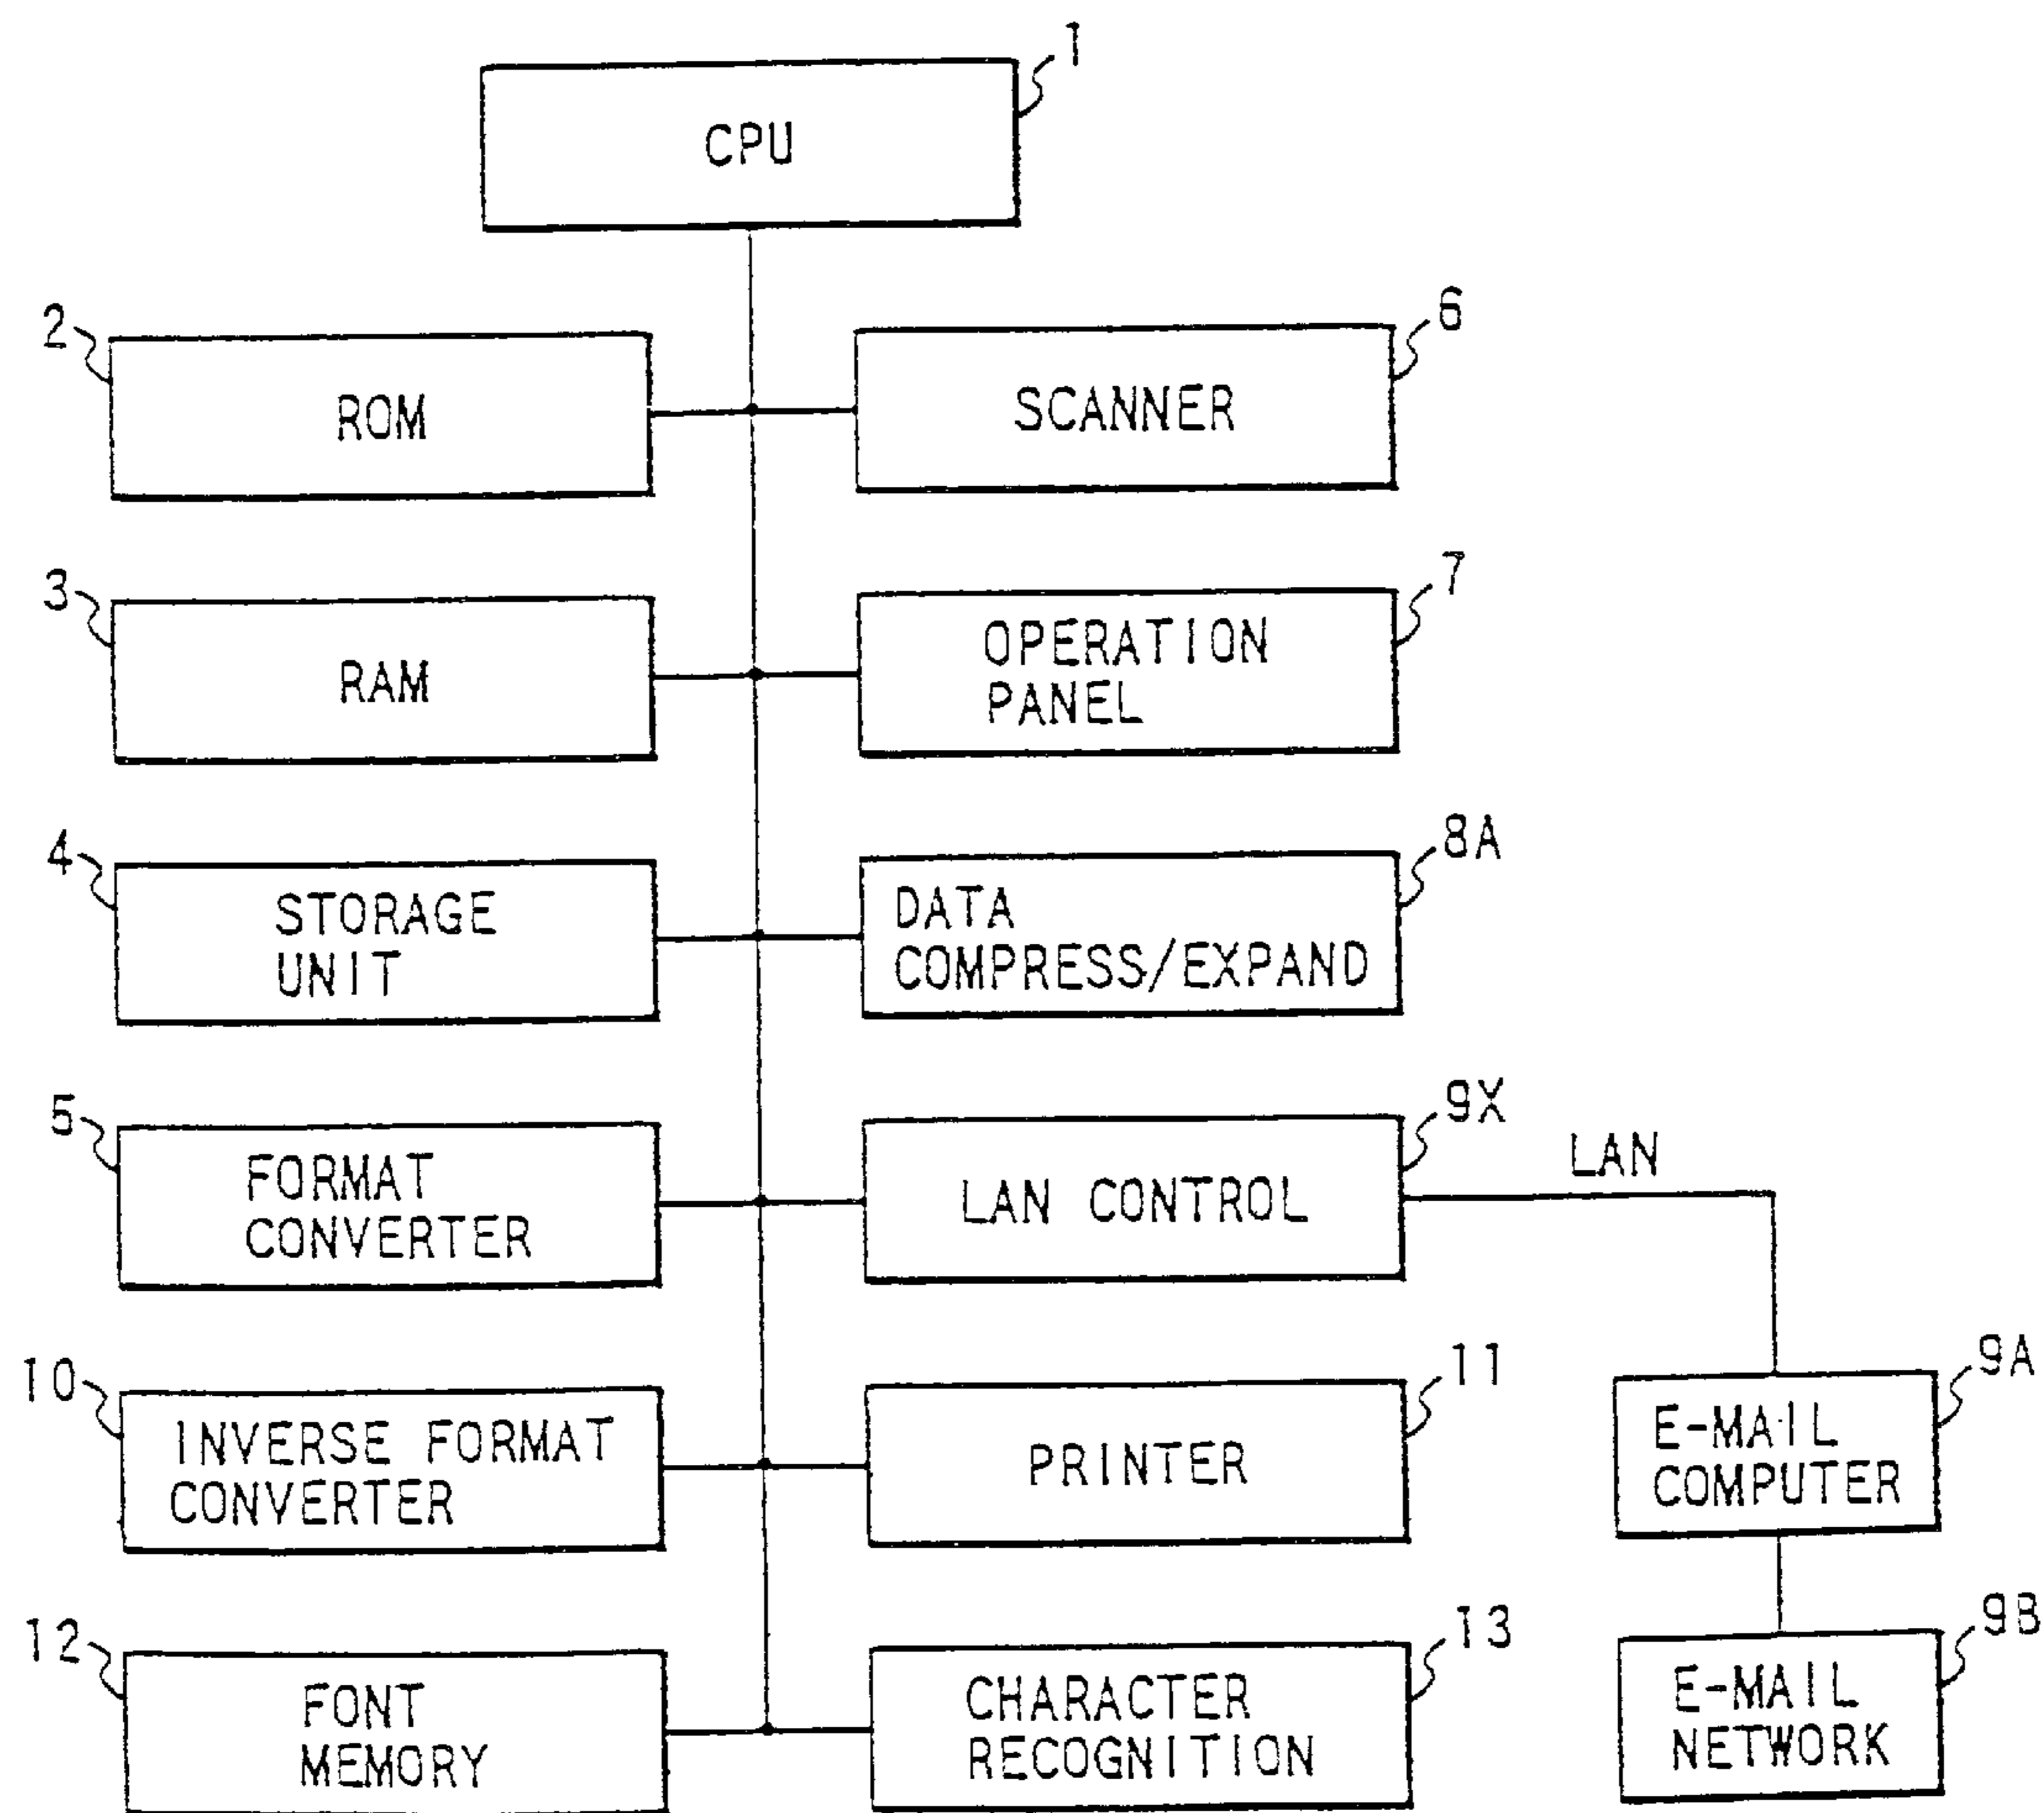 1
CPU
2
ROM
6
SCANNER
3
RAM
7
OPERATION
PANEL
4
STORAGE
UNIT
8A
DATA
COMPRESS/EXPAND
5
FORMAT
CONVERTER
9X
LAN CONTROL
LAN
10
INVERSE FORMAT
CONVERTER
11
PRINTER
9A
E-MAIL
COMPUTER
12
FONT
MEMORY
13
CHARACTER
RECOGNITION
9B
E-MAIL
NETWORK